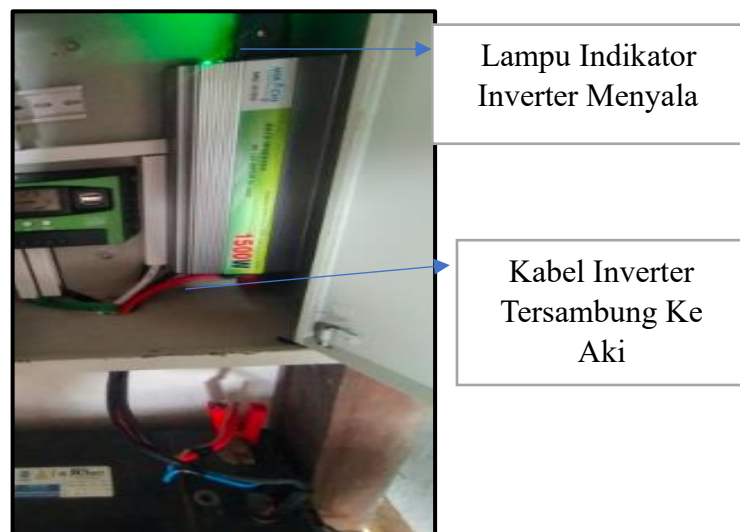 Lampu Indikator
Inverter Menyala
1500W
Kabel Inverter
Tersambung Ke
Aki